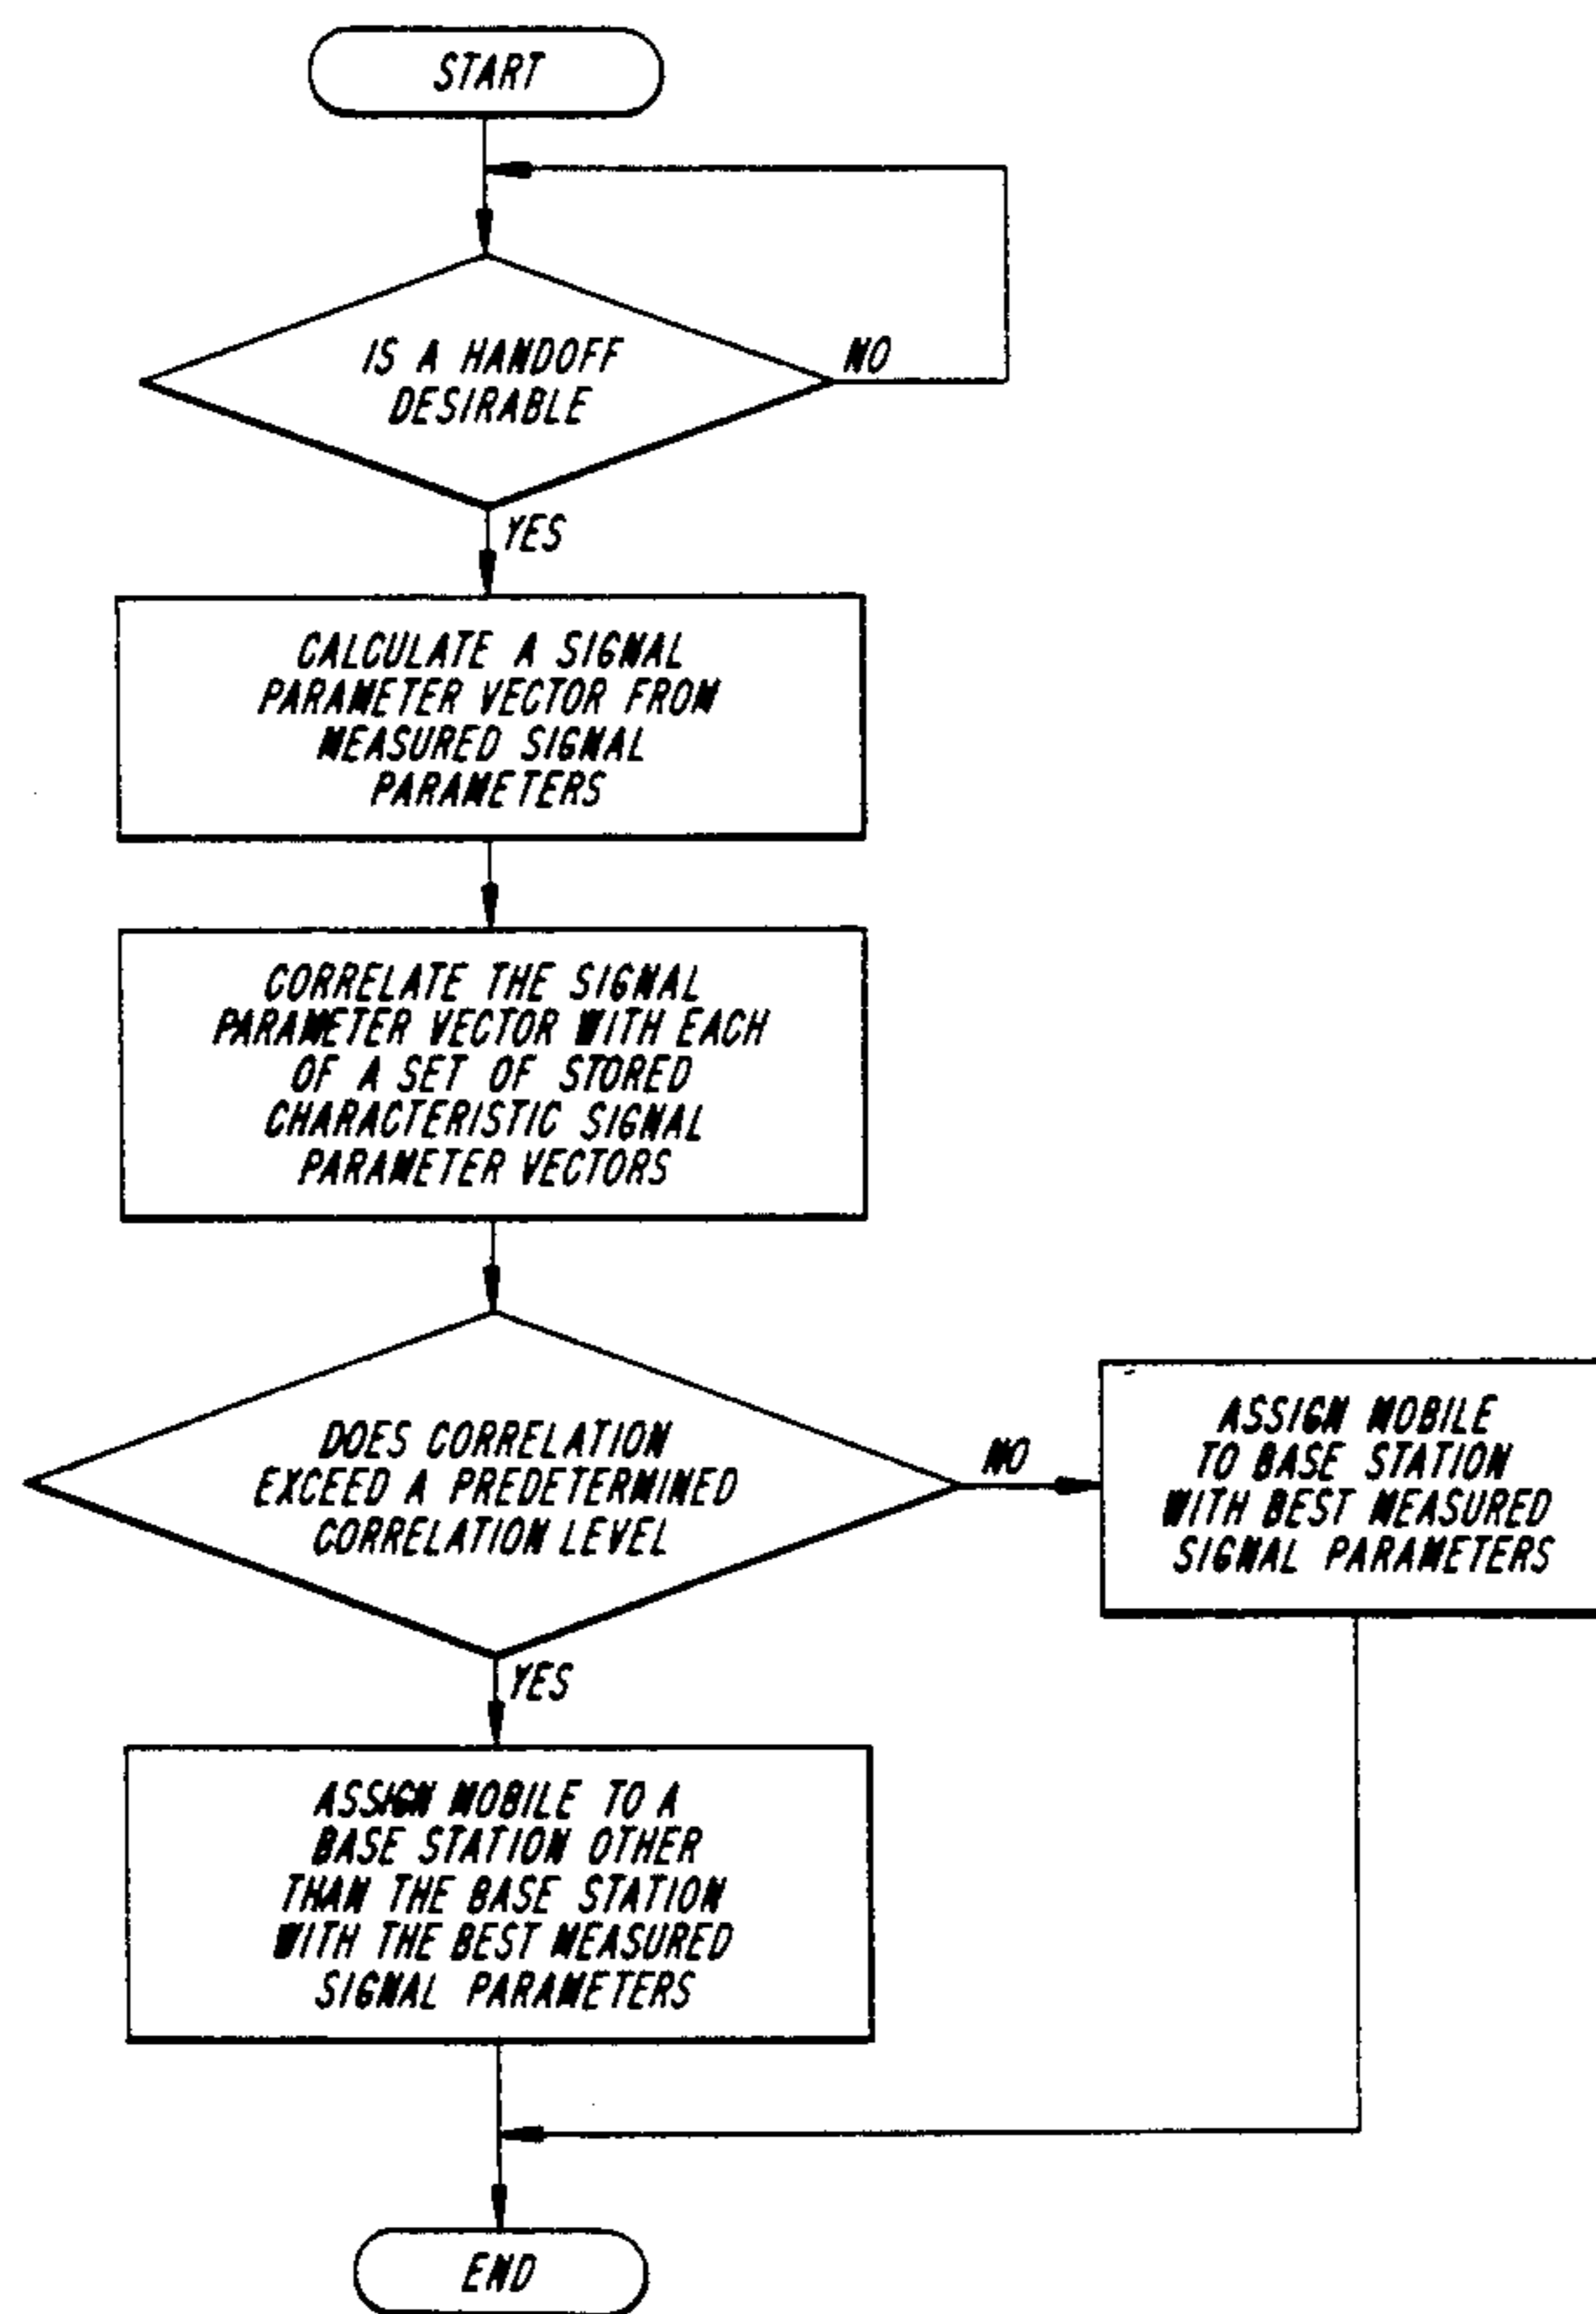 START
IS A HANDOFF
DESIRABLE
NO
YES
CALCULATE A SIGNAL
PARAMETER VECTOR FROM
MEASURED SIGNAL
PARAMETERS
CORRELATE THE SIGNAL
PARAMETER VECTOR WITH EACH
OF A SET OF STORED
CHARACTERISTIC SIGNAL
PARAMETER VECTORS
DOES CORRELATION
EXCEED A PREDETERMINED
CORRELATION LEVEL
NO
ASSIGN MOBILE
TO BASE STATION
WITH BEST MEASURED
SIGNAL PARAMETERS
YES
ASSIGN MOBILE TO A
BASE STATION OTHER
THAN THE BASE STATION
WITH THE BEST MEASURED
SIGNAL PARAMETERS
END